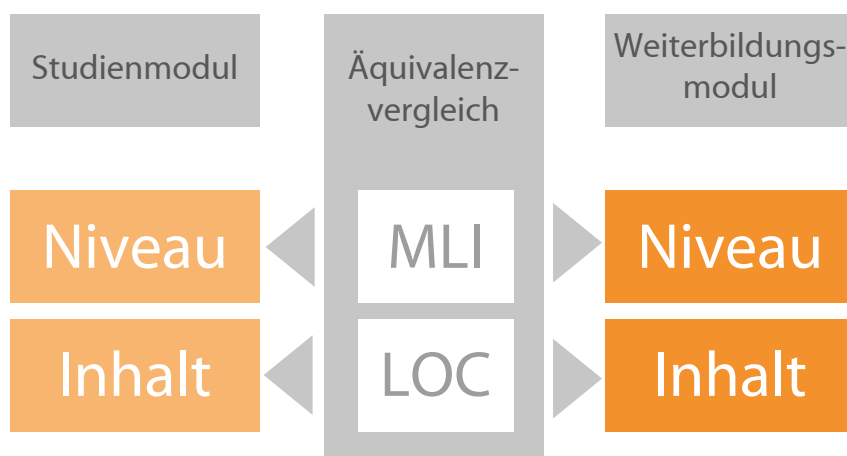 Studienmodul
Äquivalenz-
vergleich
Weiterbildungs-
modul
Niveau
MLI
Niveau
Inhalt
LOC
Inhalt